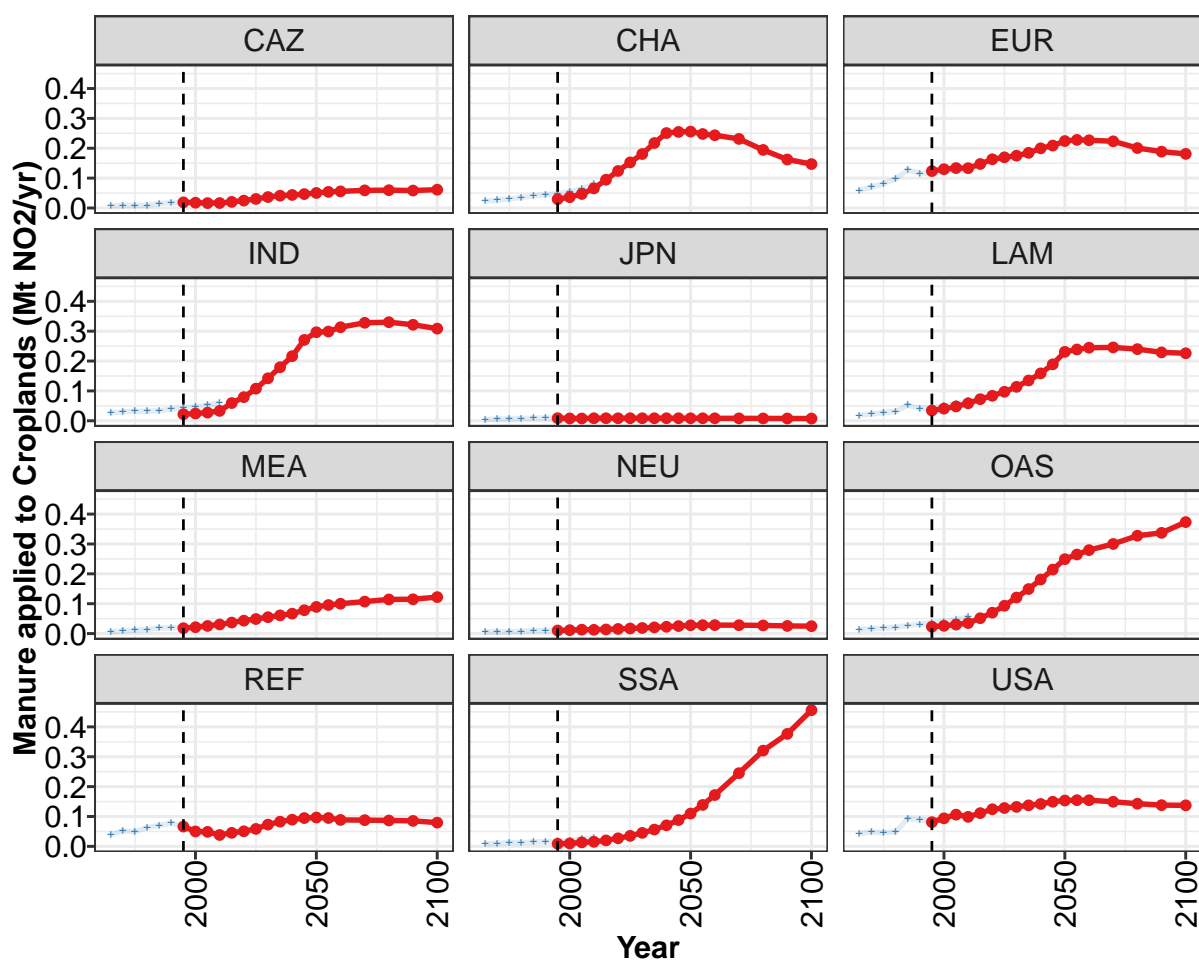 Manure applied to Croplands (Mt NO2/yr)
CAZ CHA EUR
0.4
0.3
0.2
0.1
0.0
IND JPN LAM
0.4
0.3
0.2
0.1
0.0
MEA NEU OAS
0.4
0.3
0.2
0.1
0.0
REF SSA USA
0.4
0.3
0.2
0.1
0.0
2000 2050 2100 2000 2050 2100 2000 2050 2100
Year